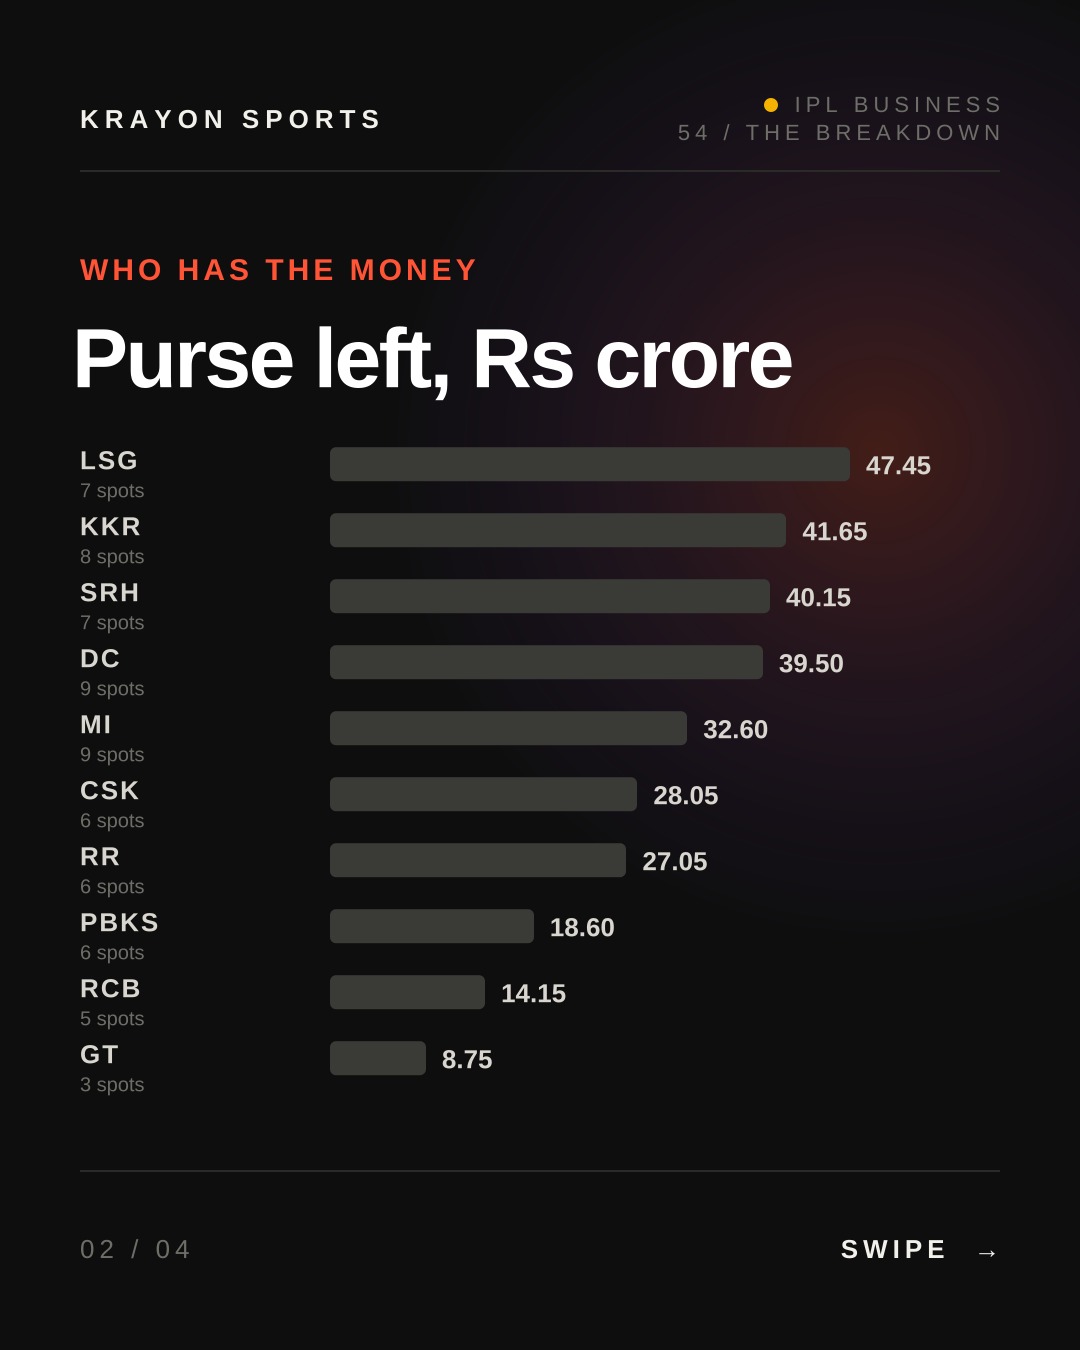 KRAYON SPORTS
IPL BUSINESS
54 / THE BREAKDOWN
WHO HAS THE MONEY
Purse left, Rs crore
LSG
7 spots
47.45
KKR
8 spots
41.65
SRH
7 spots
40.15
DC
9 spots
39.50
MI
9 spots
32.60
CSK
6 spots
28.05
RR
6 spots
27.05
PBKS
6 spots
18.60
RCB
5 spots
14.15
GT
3 spots
8.75
02 / 04
SWIPE →